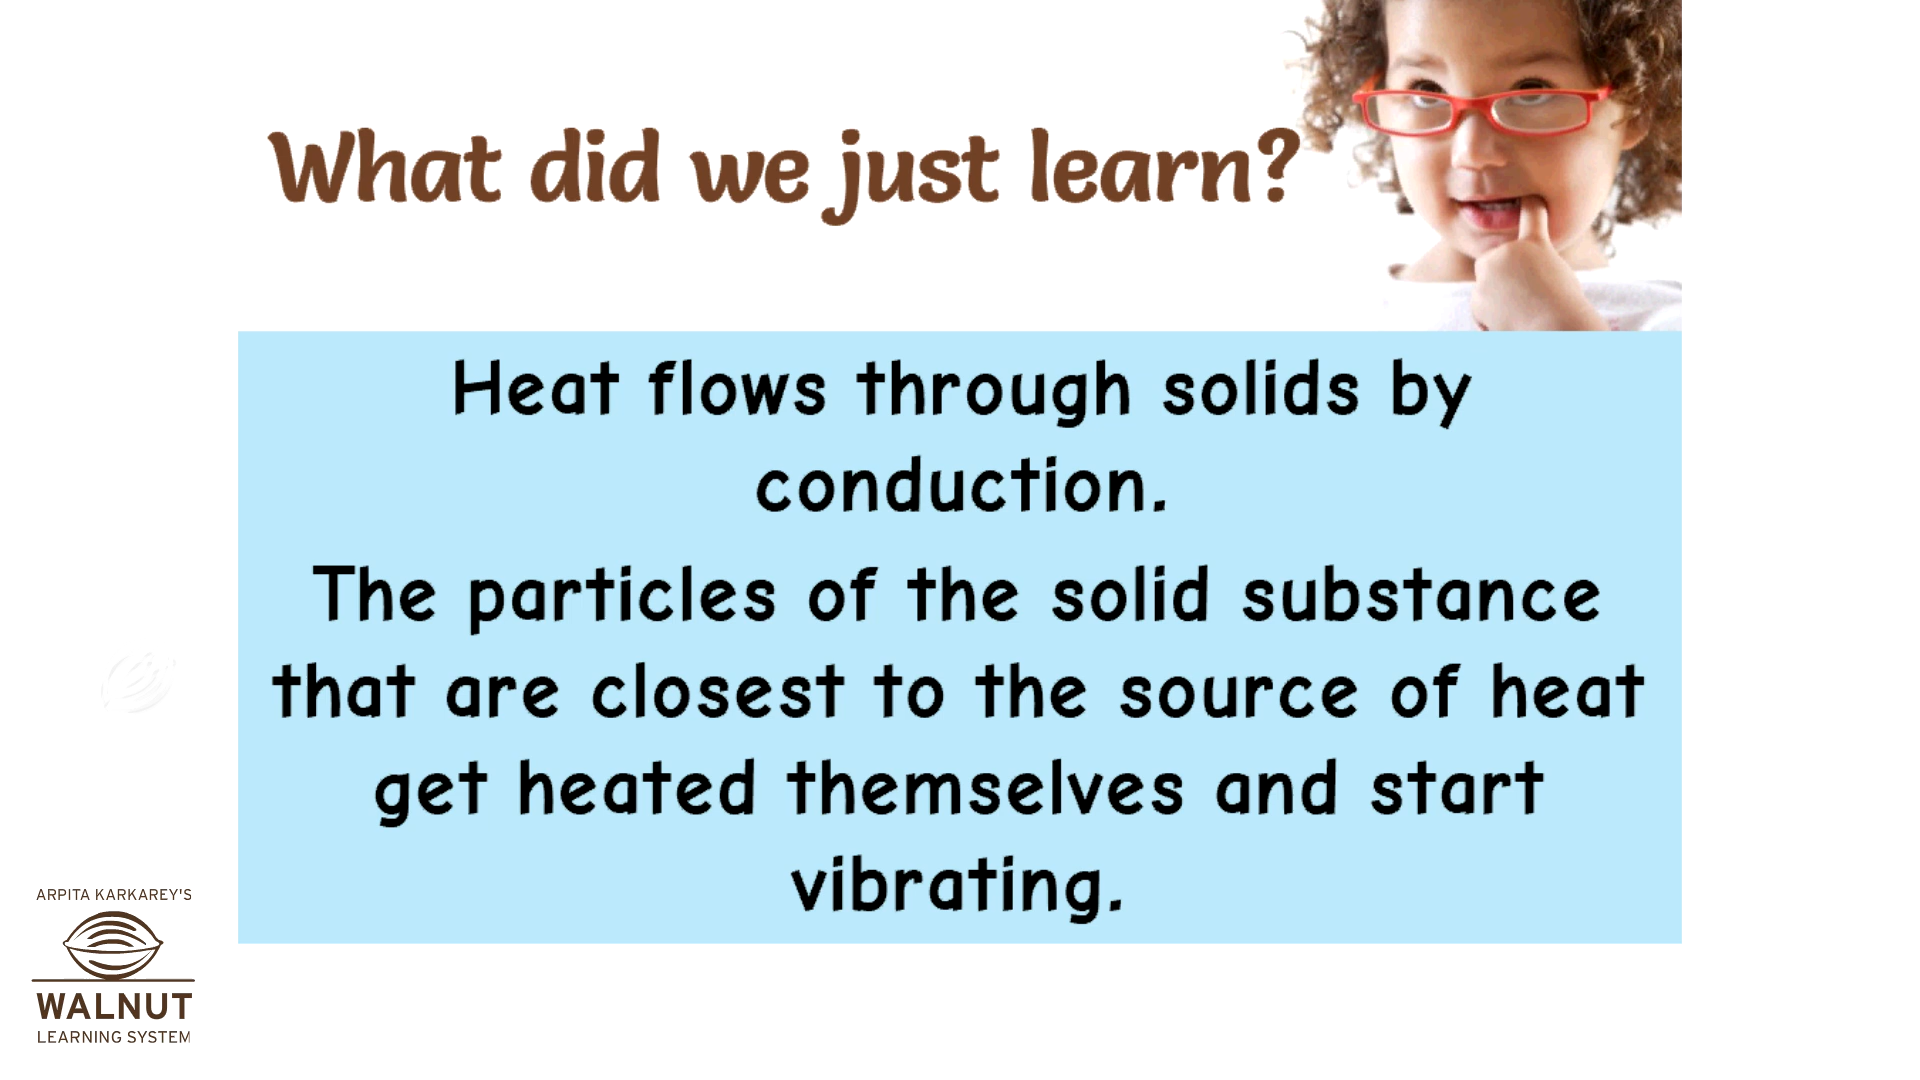 What did we just learn?
Heat flows through solids by
conduction.
The particles of the solid substance
that are closest to the source of heat
get heated themselves and start
vibrating.
ARPITA KARKAREY'S
WALNUT
LEARNING SYSTEM